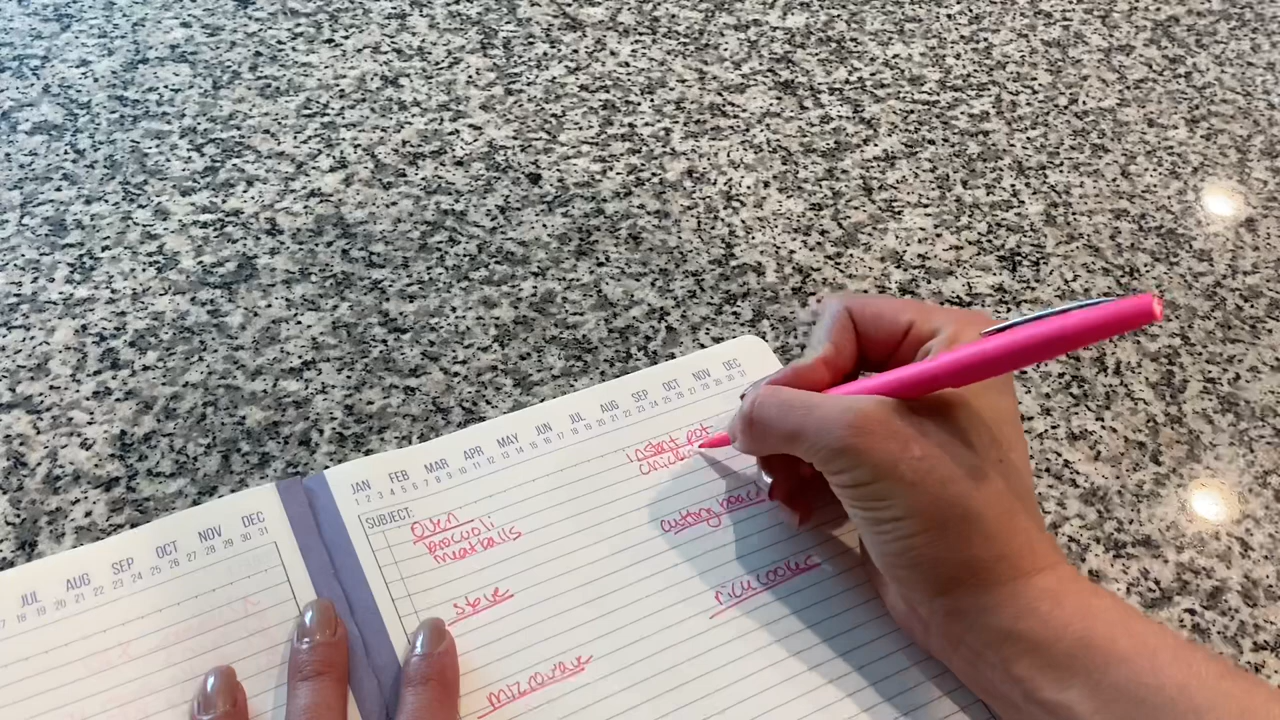 JUL AUG SEP OCT NOV DEC
17 18 19 20 21 22 23 24 25 26 27 28 29 30 31
JAN FEB MAR APR MAY JUN JUL AUG SEP OCT NOV DEC
1 2 3 4 5 6 7 8 9 10 11 12 13 14 15 16 17 18 19 20 21 22 23 24 25 26 27 28 29 30 31
SUBJECT:
oven
broccoli
meatballs
stove
microwave
instant pot
cutting board
rice cooker